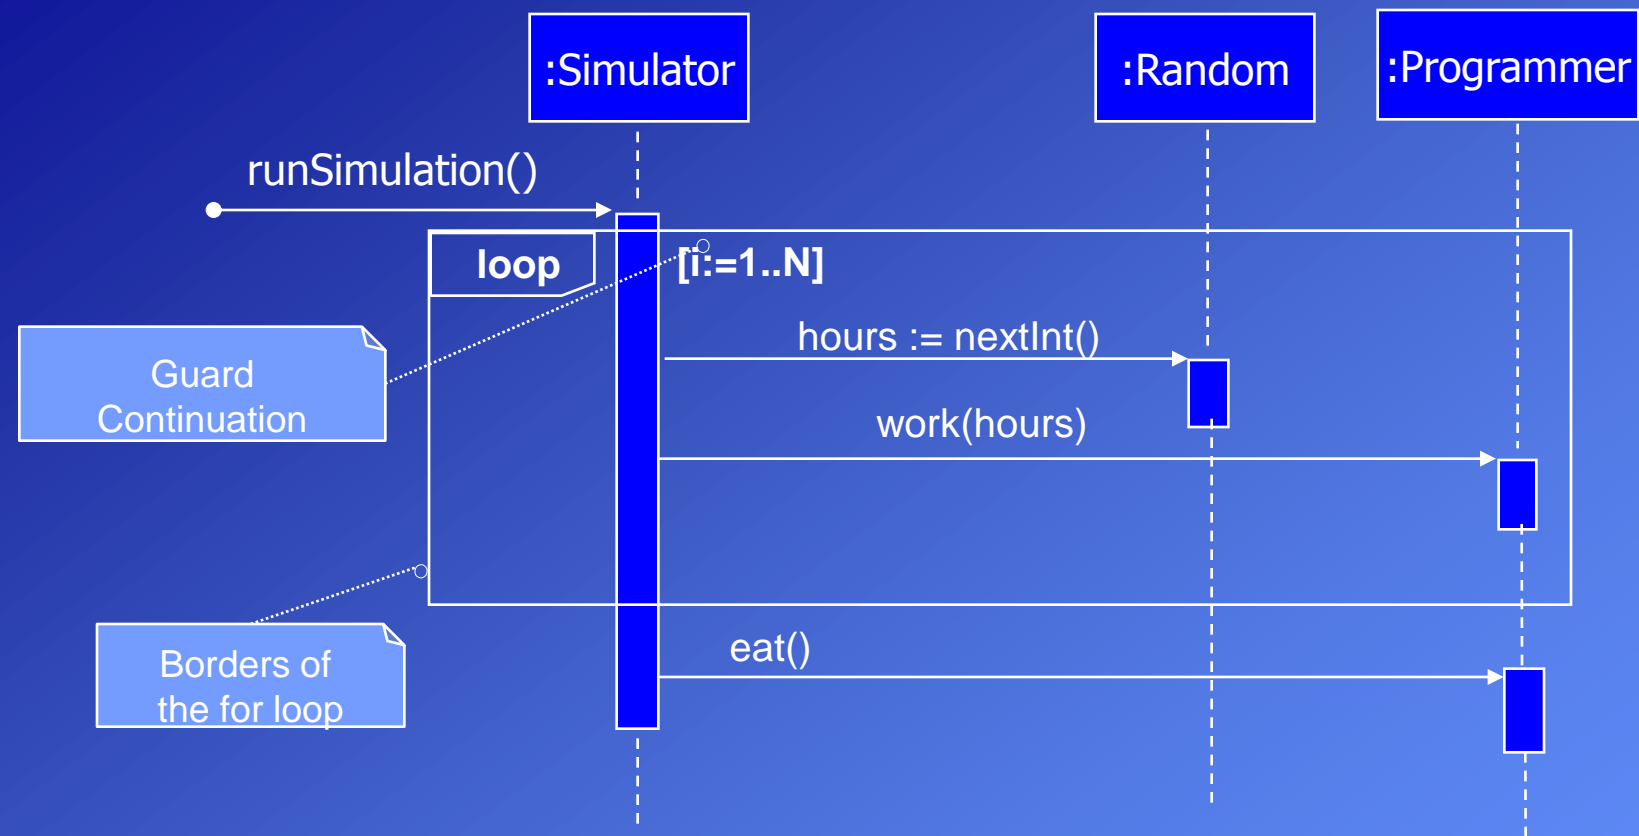 :Simulator
:Random
:Programmer
runSimulation()
loop
[i:=1..N]
hours := nextInt()
Guard
Continuation
work(hours)
eat()
Borders of
the for loop